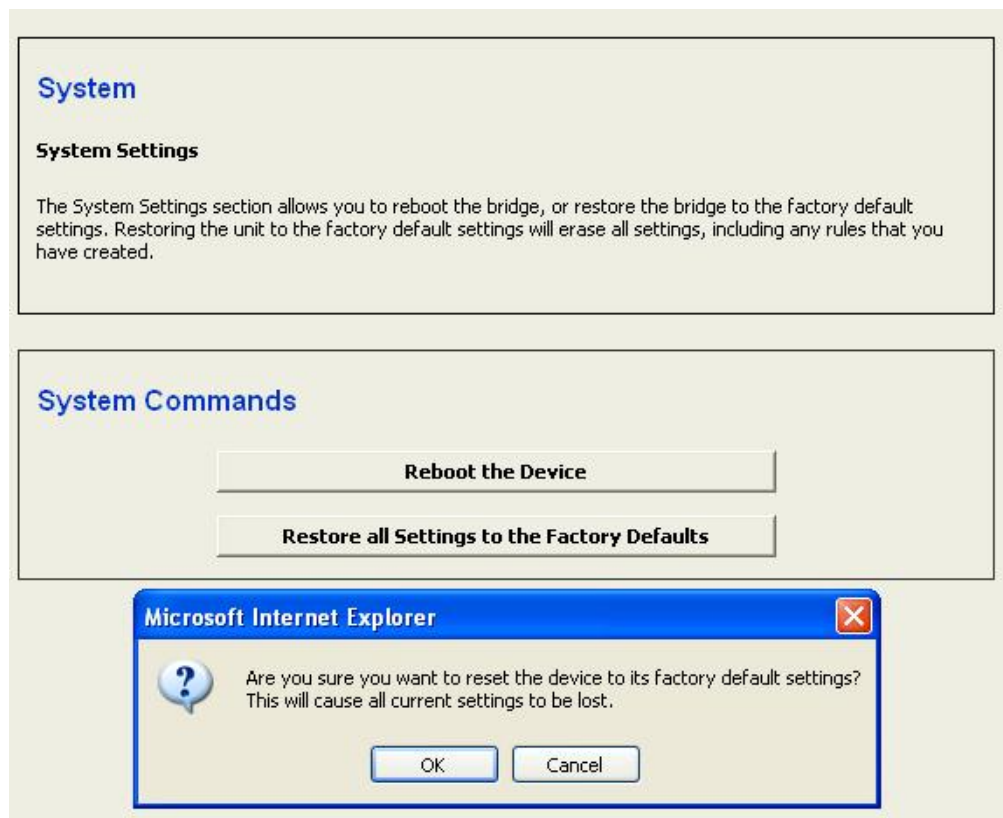 System
System Settings
The System Settings section allows you to reboot the bridge, or restore the bridge to the factory default
settings. Restoring the unit to the factory default settings will erase all settings, including any rules that you
have created.
System Commands
Reboot the Device
Restore all Settings to the Factory Defaults
Microsoft Internet Explorer
Are you sure you want to reset the device to its factory default settings?
This will cause all current settings to be lost.
OK
Cancel